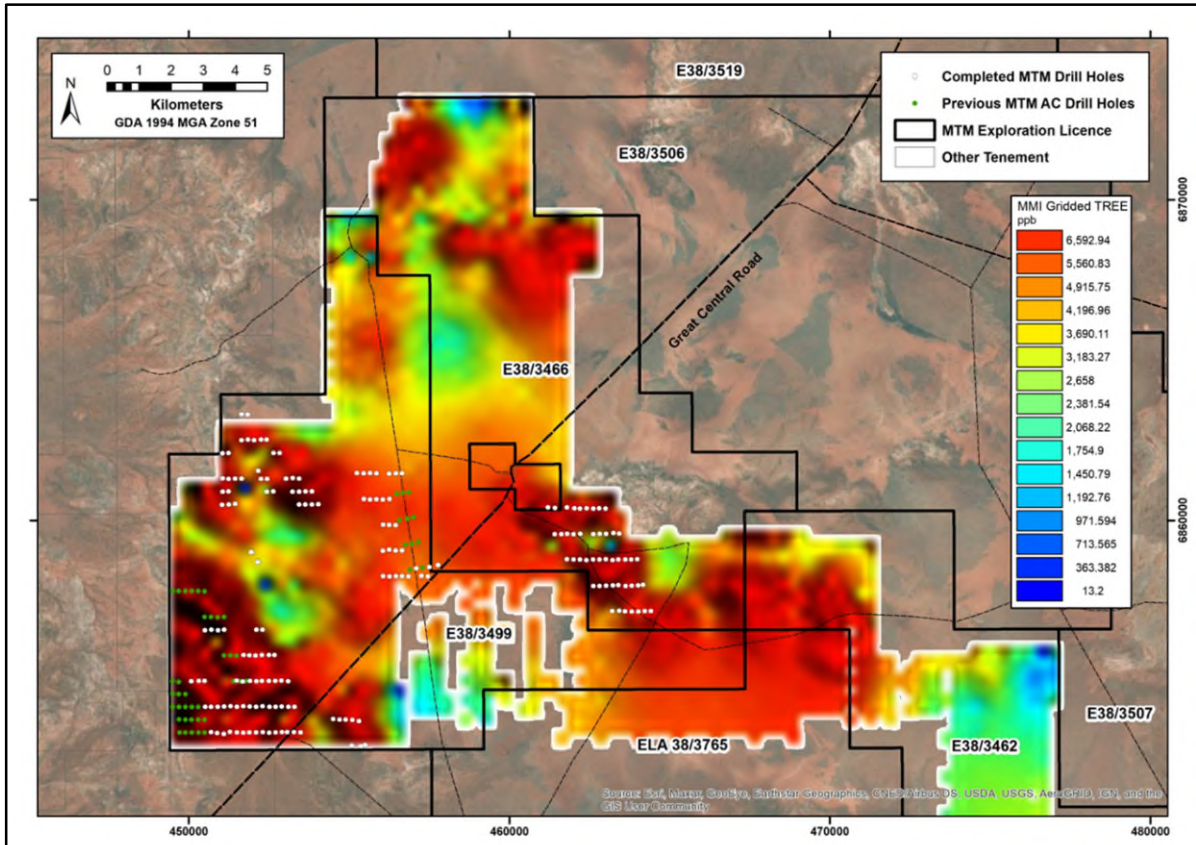 N
0 1 2 3 4 5
Kilometers
GDA 1994 MGA Zone 51
Completed MTM Drill Holes
Previous MTM AC Drill Holes
MTM Exploration Licence
Other Tenement
MMI Gridded TREE
ppb
6,592.94
5,560.83
4,915.75
4,196.96
3,690.11
3,183.27
2,658
2,381.54
2,068.22
1,754.9
1,450.79
1,192.76
971.594
713.565
363.382
13.2
E38/3519
E38/3506
Great Central Road
E38/3466
E38/3499
ELA 38/3765
E38/3507
E38/3462
6870000
6860000
Source: Esri, Maxar, GeoEye, Earthstar Geographics, CNES/Airbus DS, USDA, USGS, AeroGRID, IGN, and the
GIS User Community
450000
460000
470000
480000